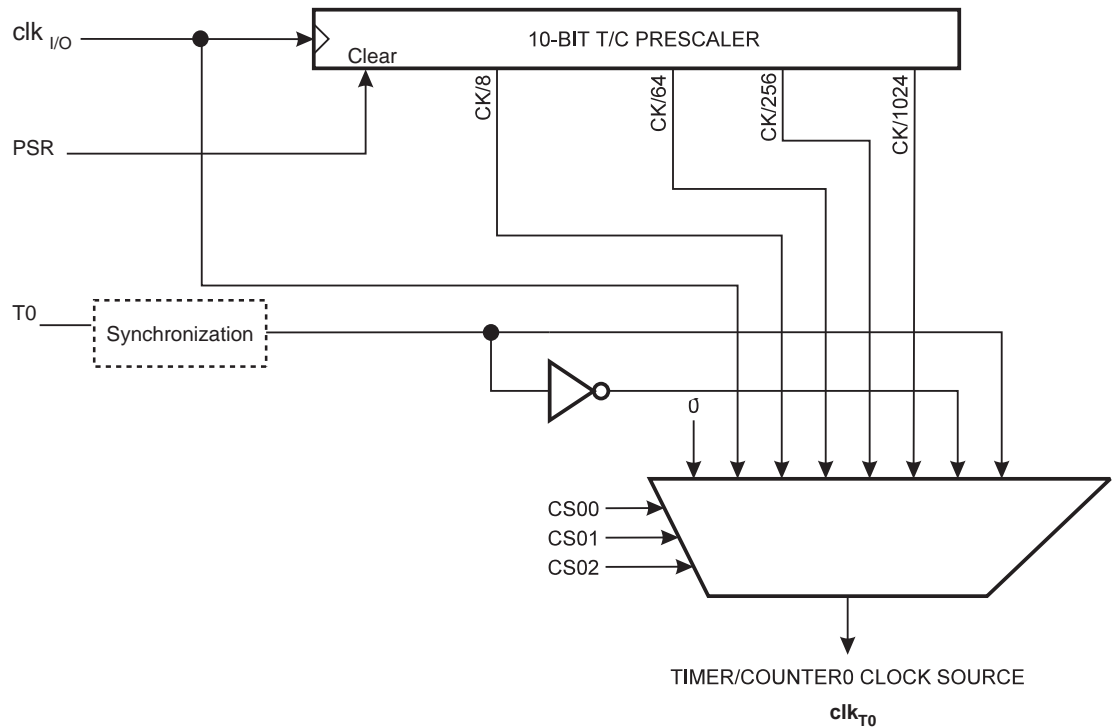 clk I/O
10-BIT T/C PRESCALER
Clear
CK/8
CK/64
CK/256
CK/1024
PSR
T0
Synchronization
0
CS00
CS01
CS02
TIMER/COUNTER0 CLOCK SOURCE
clkT0